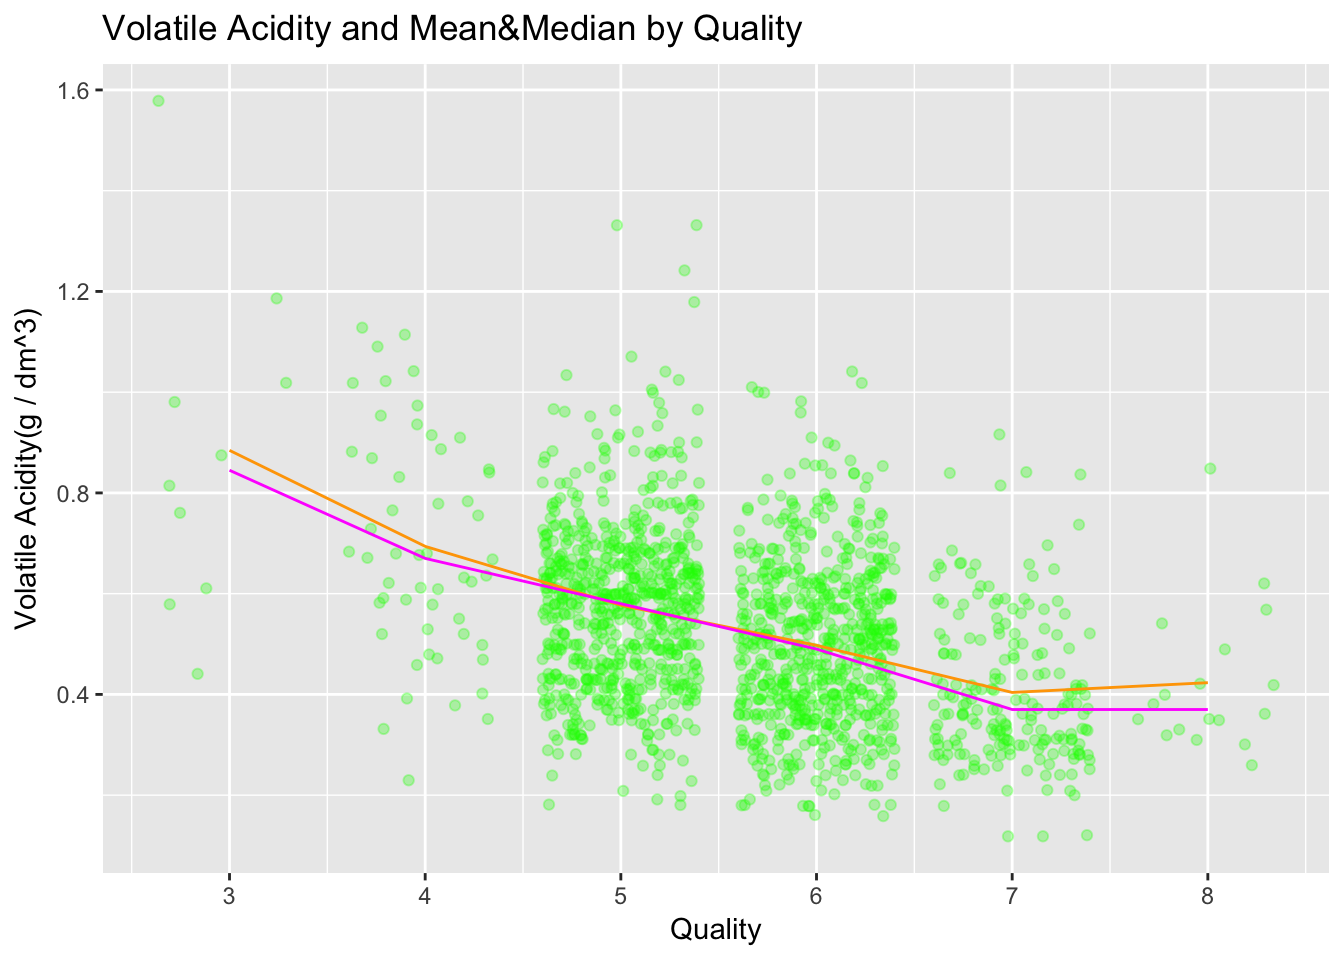 Volatile Acidity and Mean&Median by Quality
1.6
1.2
0.8
0.4
Volatile Acidity(g / dm^3)
3 4 5 6 7 8
Quality